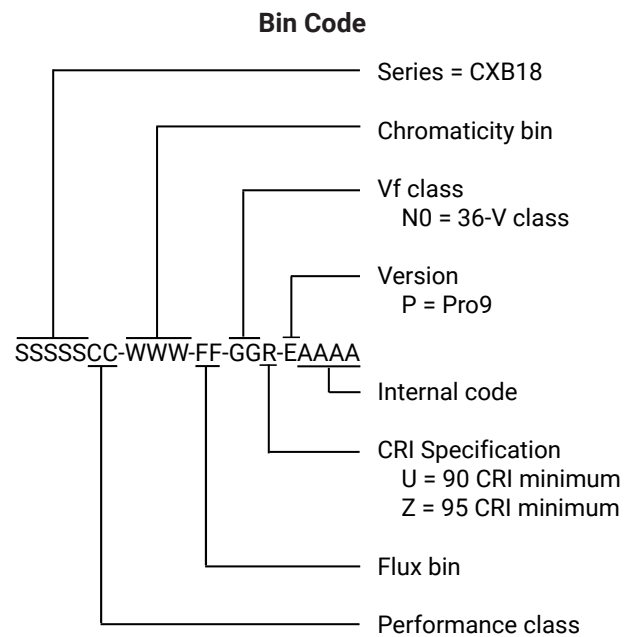 Bin Code
Series = CXB18
Chromaticity bin
Vf class
N0 = 36-V class
Version
P = Pro9
SSSSSCC-WWW-FF-GGR-EAAAA
Internal code
CRI Specification
U = 90 CRI minimum
Z = 95 CRI minimum
Flux bin
Performance class